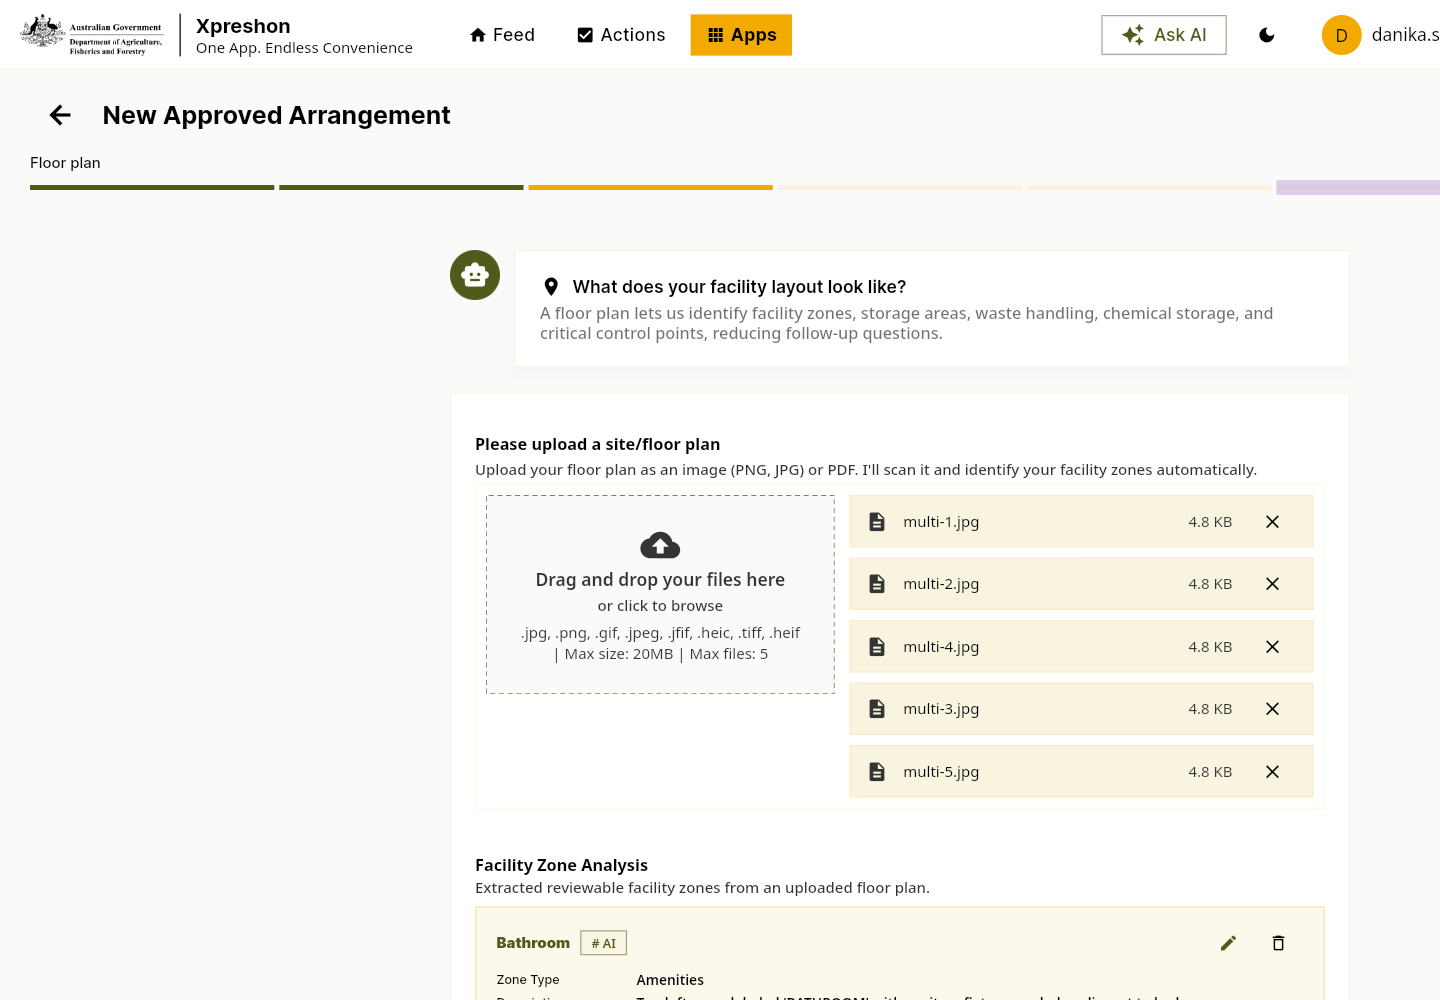 Australian Government
Department of Agriculture,
Fisheries and Forestry
Xpreshon
One App. Endless Convenience
Feed
Actions
Apps
Ask AI
D
danika.s
New Approved Arrangement
Floor plan
What does your facility layout look like?
A floor plan lets us identify facility zones, storage areas, waste handling, chemical storage, and
critical control points, reducing follow-up questions.
Please upload a site/floor plan
Upload your floor plan as an image (PNG, JPG) or PDF. I'll scan it and identify your facility zones automatically.
Drag and drop your files here
or click to browse
.jpg, .png, .gif, .jpeg, .jfif, .heic, .tiff, .heif
| Max size: 20MB | Max files: 5
multi-1.jpg 4.8 KB
multi-2.jpg 4.8 KB
multi-4.jpg 4.8 KB
multi-3.jpg 4.8 KB
multi-5.jpg 4.8 KB
Facility Zone Analysis
Extracted reviewable facility zones from an uploaded floor plan.
Bathroom # AI
Zone Type Amenities